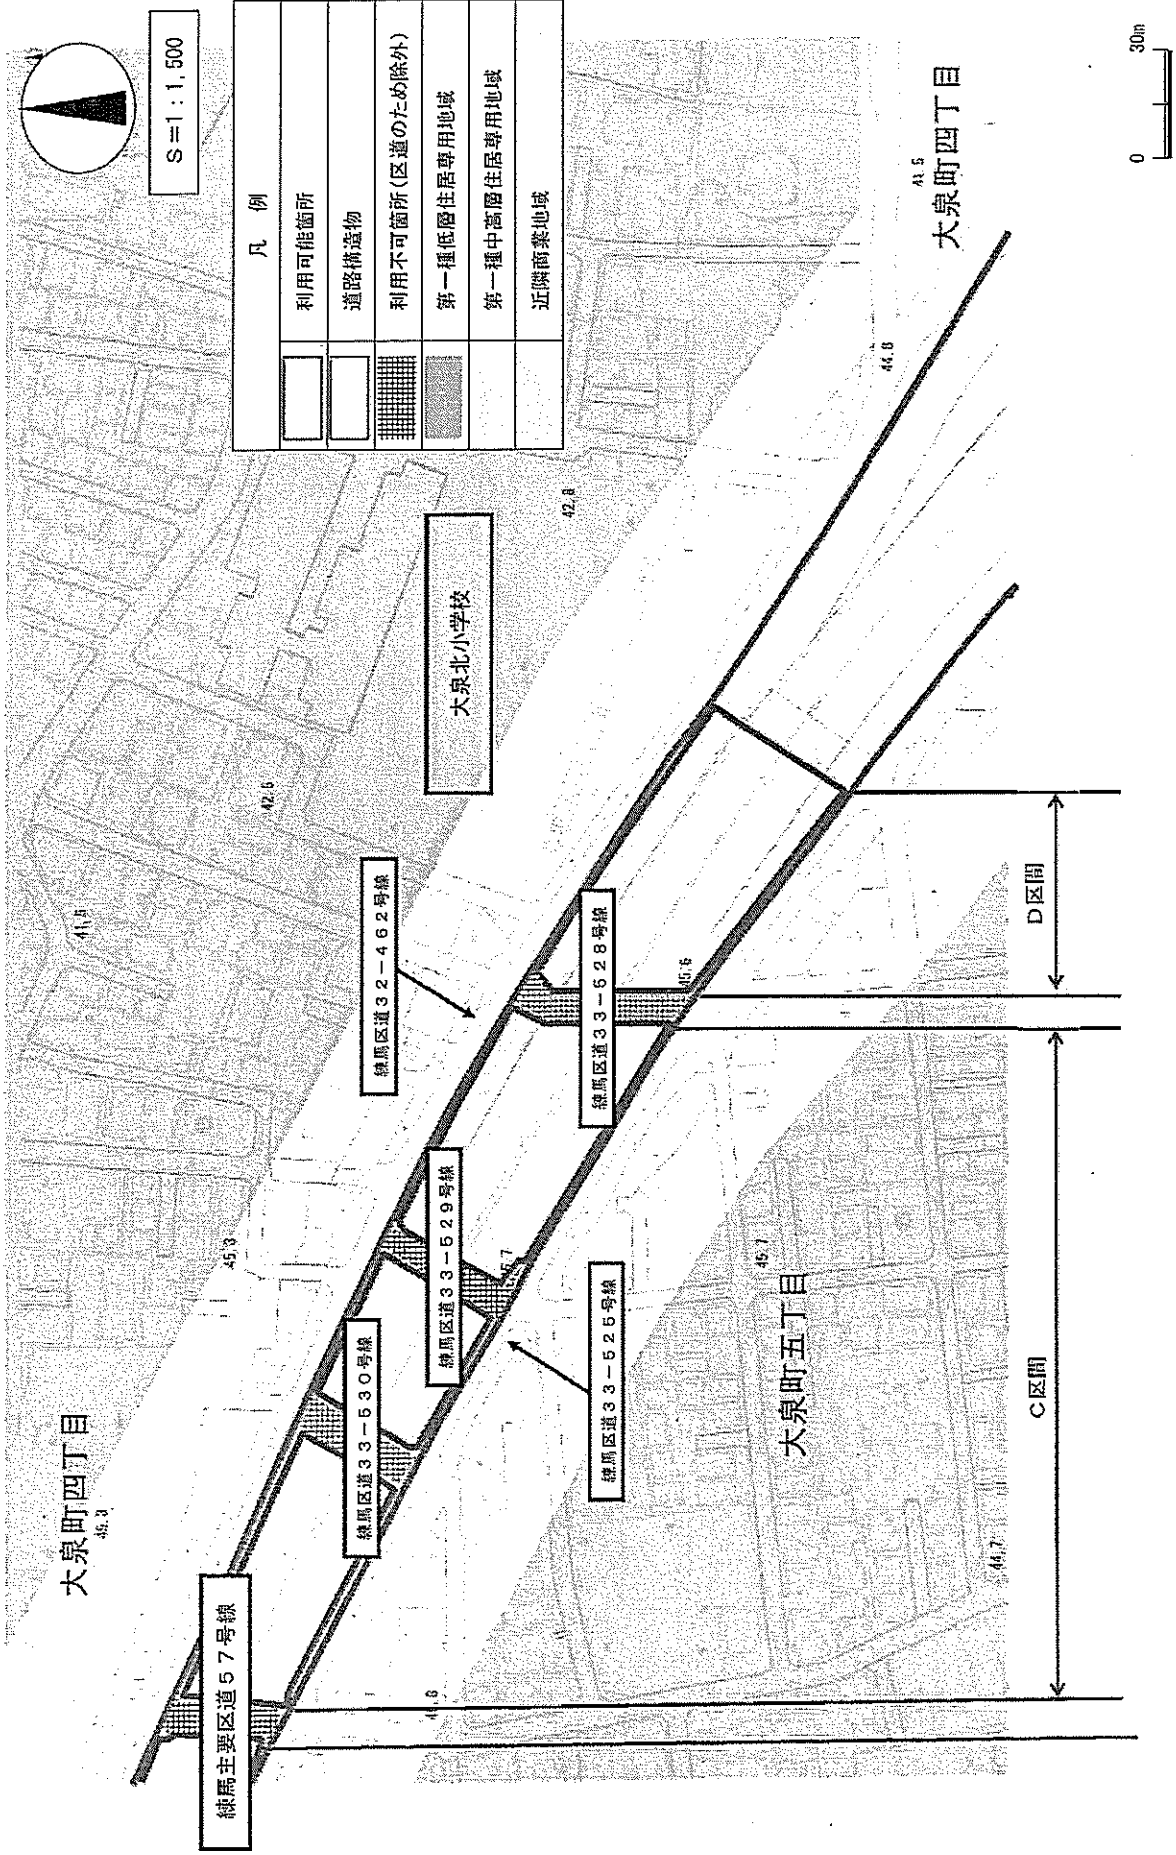 S=1:1,500
凡 例
利用可能箇所
道路構造物
利用不可箇所(区道のため除外)
第一種低層住居専用地域
第一種中高層住居専用地域
近隣商業地域
大泉町四丁目
45.3
41.5
42.6
45.3
大泉北小学校
42.8
41.5
大泉町四丁目
44.8
練馬主要区道57号線
練馬区道33-530号線
練馬区道33-529号線
練馬区道32-462号線
練馬区道33-528号線
45.6
練馬区道33-525号線
45.7
大泉町五丁目
44.7
C区間
D区間
0 30m